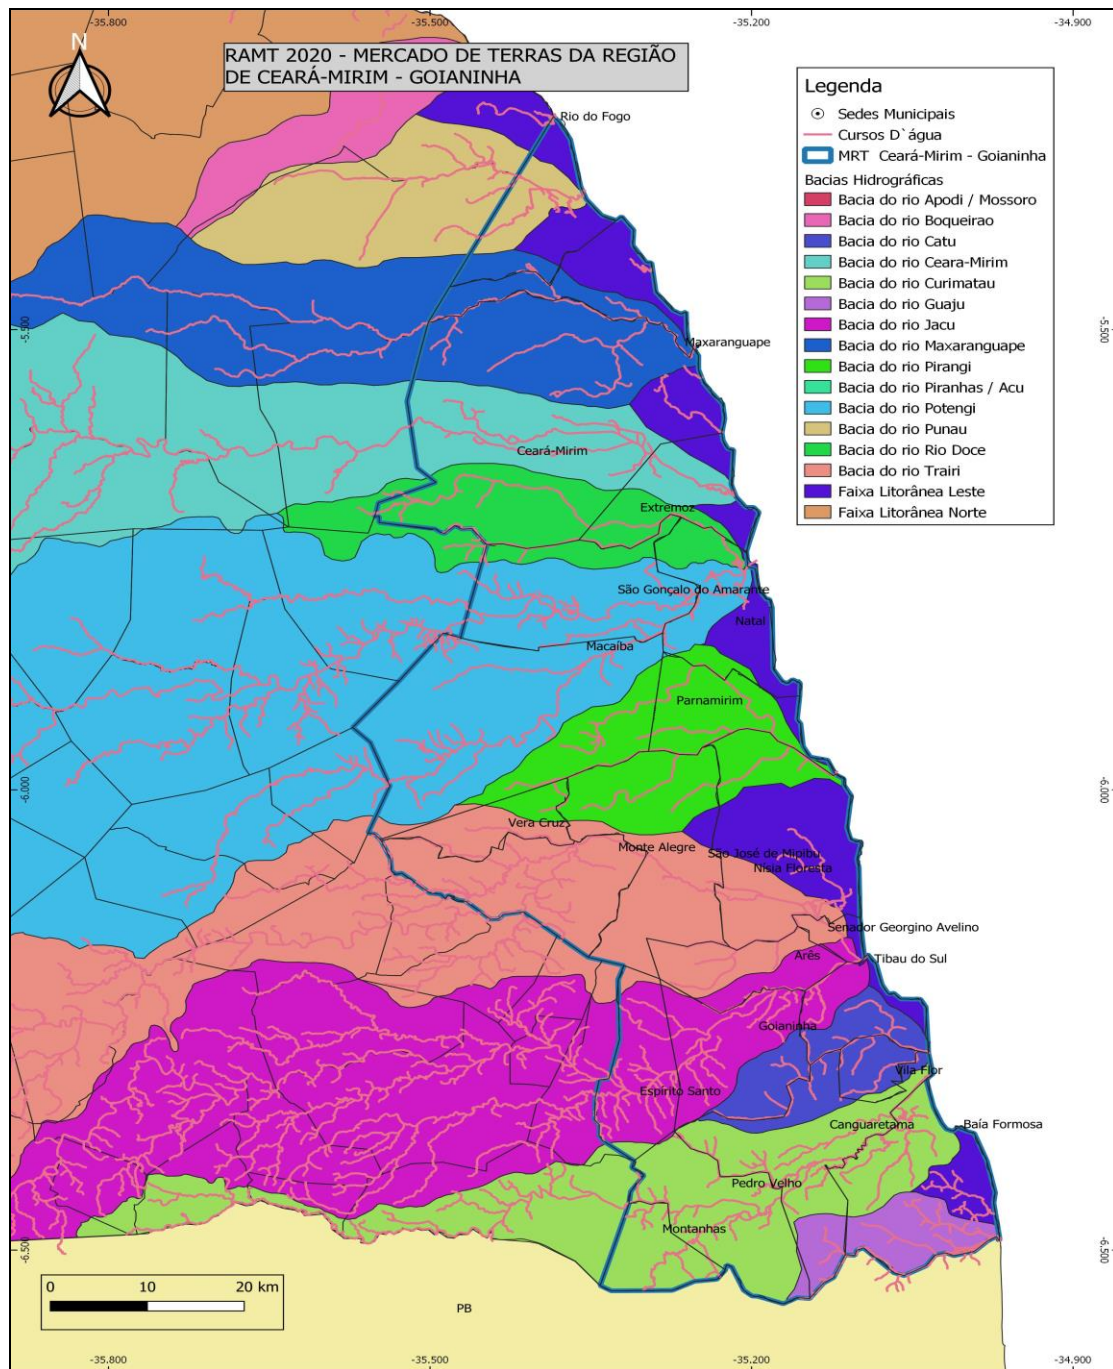 -35.800
-35.500
-35.200
-34.900
N
RAMT 2020 - MERCADO DE TERRAS DA REGIÃO
DE CEARÁ-MIRIM - GOIANINHA
Legenda
Sedes Municipais
Cursos D`água
MRT Ceará-Mirim - Goianinha
Bacias Hidrográficas
Bacia do rio Apodi / Mossoro
Bacia do rio Boqueirao
Bacia do rio Catu
Bacia do rio Ceara-Mirim
Bacia do rio Curimatau
Bacia do rio Guaju
Bacia do rio Jacu
Bacia do rio Maxaranguape
Bacia do rio Pirangi
Bacia do rio Piranhas / Acu
Bacia do rio Potengi
Bacia do rio Punau
Bacia do rio Rio Doce
Bacia do rio Trairi
Faixa Litorânea Leste
Faixa Litorânea Norte
Rio do Fogo
-5.500
-5.500
Maxaranguape
Ceará-Mirim
Extremoz
São Gonçalo do Amarante
Natal
Macaíba
Parnamirim
-6.000
-6.000
Vera Cruz
Monte Alegre
São José de Mipibu
Nísia Floresta
Senador Georgino Avelino
Arês
Tibau do Sul
Goianinha
Vila Flor
Espírito Santo
Canguaretama
Baía Formosa
Pedro Velho
Montanhas
-6.500
-6.500
0 10 20 km
PB
-35.800
-35.500
-35.200
-34.900